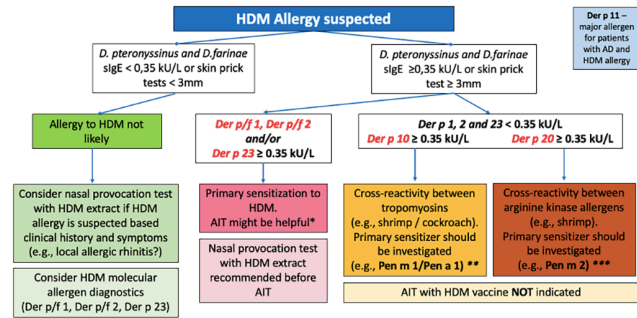 HDM Allergy suspected
Der p 11 –
major allergen
for patients
with AD and
HDM allergy
D. pteronyssinus and D.farinae
sIgE < 0,35 kU/L or skin prick
tests < 3mm
D. pteronyssinus and D.farinae
sIgE ≥0,35 kU/L or skin prick
test ≥ 3mm
Allergy to HDM not
likely
Der p/f 1, Der p/f 2
and/or
Der p 23 ≥ 0.35 kU/L
Der p 1, 2 and 23 < 0.35 kU/L
Der p 10 ≥ 0.35 kU/L Der p 20 ≥ 0.35 kU/L
Consider nasal provocation test
with HDM extract if HDM
allergy is suspected based
clinical history and symptoms
(e.g., local allergic rhinitis?)
Primary sensitization to
HDM.
AIT might be helpful*
Cross-reactivity between
tropomyosins
(e.g., shrimp / cockroach).
Primary sensitizer should
be investigated
(e.g., Pen m 1/Pen a 1) **
Cross-reactivity between
arginine kinase allergens
(e.g., shrimp).
Primary sensitizer should
be investigated
(e.g., Pen m 2) ***
Nasal provocation test
with HDM extract
recommended before
AIT
Consider HDM molecular
allergen diagnostics
(Der p/f 1, Der p/f 2, Der p 23)
AIT with HDM vaccine NOT indicated